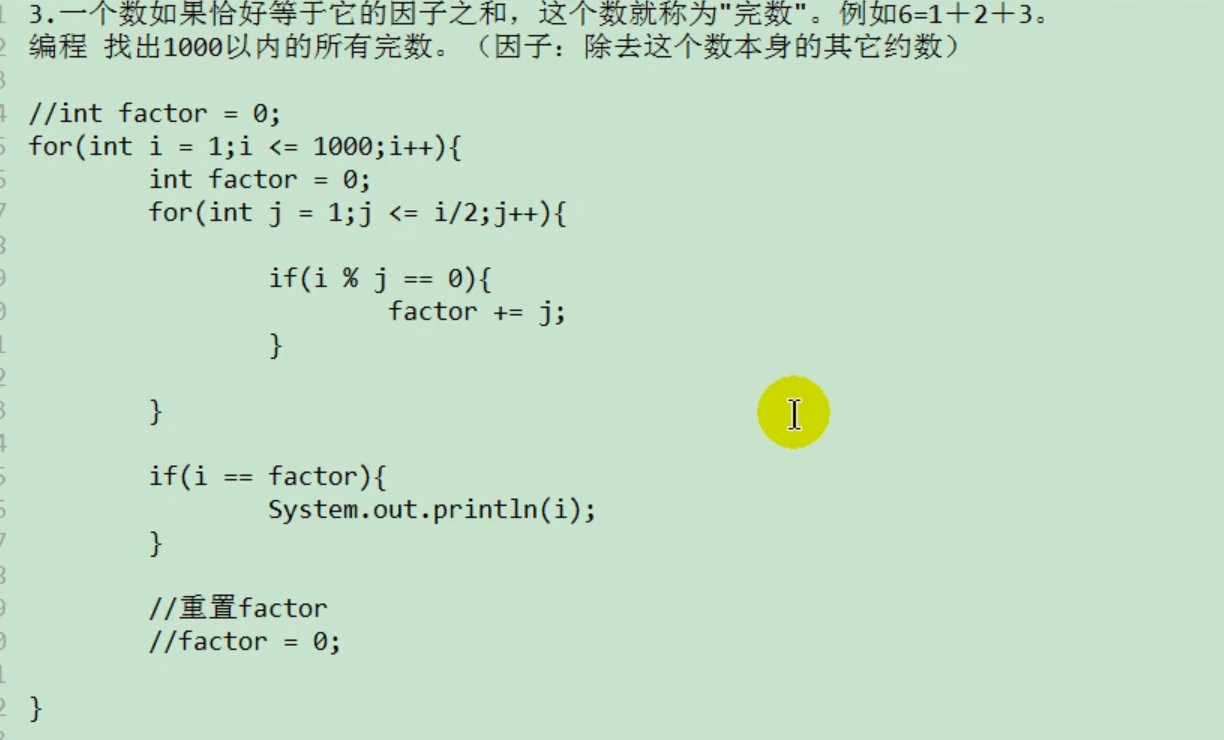 3.一个数如果恰好等于它的因子之和，这个数就称为"完数"。例如6=1＋2＋3。
编程 找出1000以内的所有完数。（因子：除去这个数本身的其它约数）
//int factor = 0;
for(int i = 1;i <= 1000;i++){
int factor = 0;
for(int j = 1;j <= i/2;j++){
if(i % j == 0){
factor += j;
}
}
if(i == factor){
System.out.println(i);
}
//重置factor
//factor = 0;
}